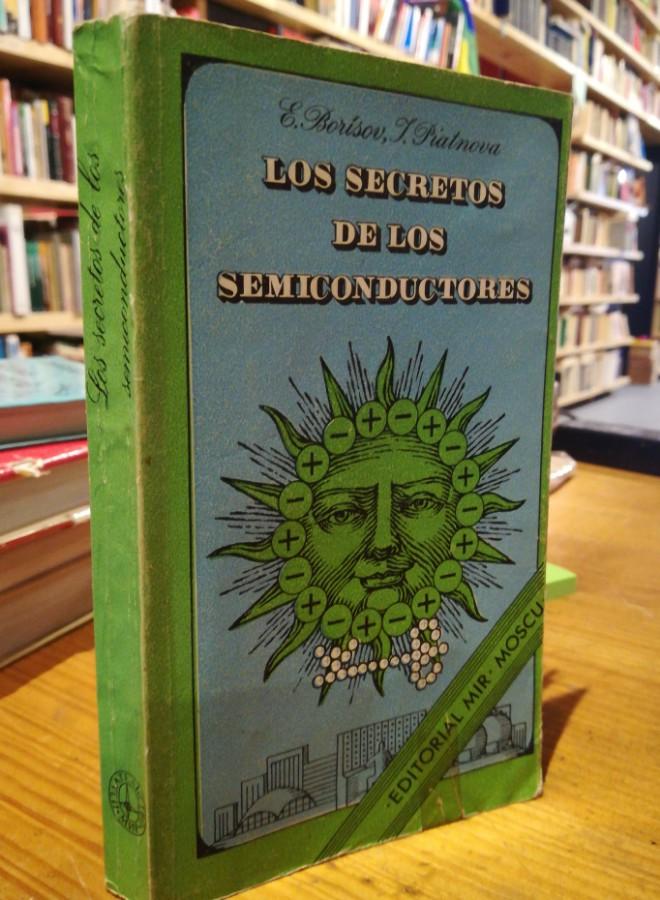 E. Borísov, I. Piatnova
LOS SECRETOS
DE LOS
SEMICONDUCTORES
·EDITORIAL MIR· MOSCU
Los secretos de los
semiconductores